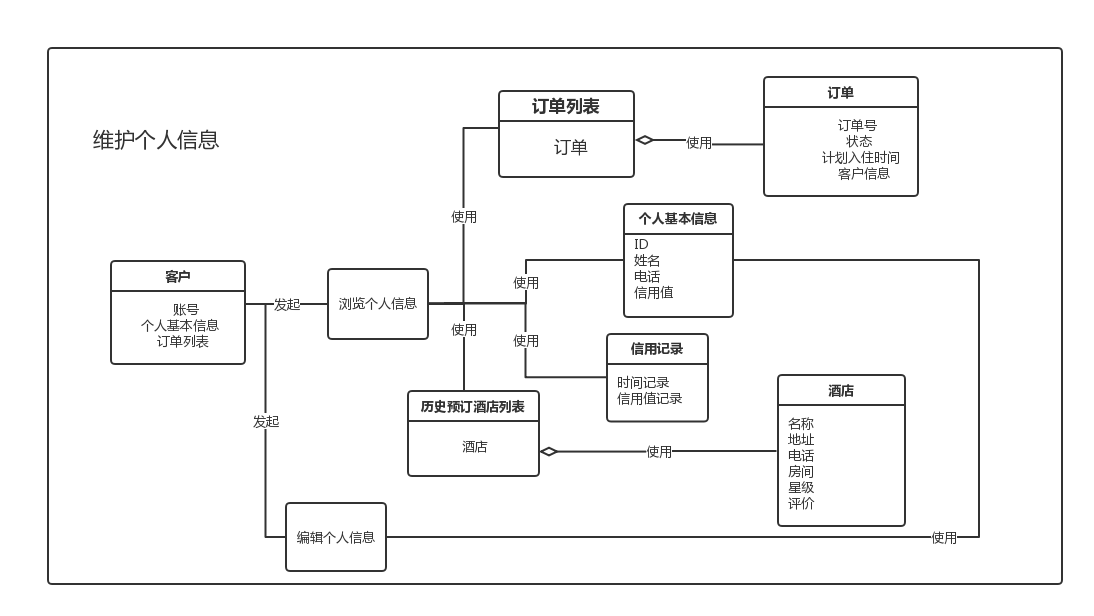 维护个人信息
订单列表
订单
使用
订单
订单号
状态
计划入住时间
客户信息
使用
个人基本信息
ID
姓名
电话
信用值
客户
账号
个人基本信息
订单列表
发起
浏览个人信息
使用
使用
使用
信用记录
时间记录
信用值记录
历史预订酒店列表
酒店
使用
酒店
名称
地址
电话
房间
星级
评价
发起
编辑个人信息
使用